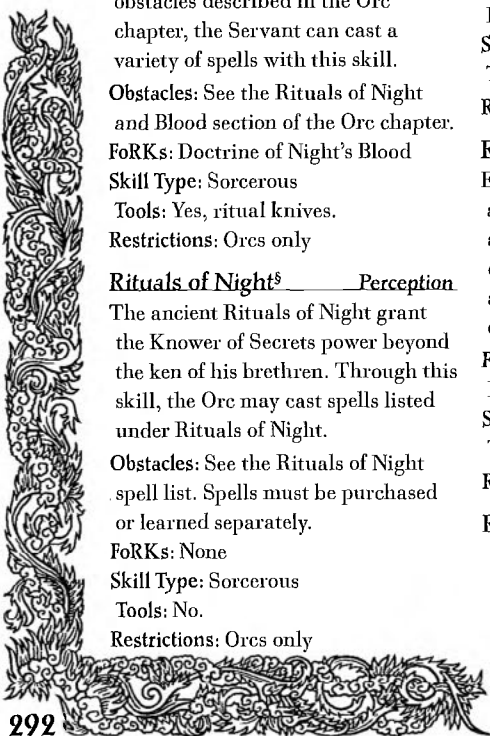 obstacles described in the Orc
chapter, the Servant can cast a
variety of spells with this skill.
Obstacles: See the Rituals of Night
and Blood section of the Orc chapter.
FoRKs: Doctrine of Night's Blood
Skill Type: Sorcerous
Tools: Yes, ritual knives.
Restrictions: Orcs only
Rituals of Night§ Perception
The ancient Rituals of Night grant
the Knower of Secrets power beyond
the ken of his brethren. Through this
skill, the Orc may cast spells listed
under Rituals of Night.
Obstacles: See the Rituals of Night
spell list. Spells must be purchased
or learned separately.
FoRKs: None
Skill Type: Sorcerous
Tools: No.
Restrictions: Orcs only
292